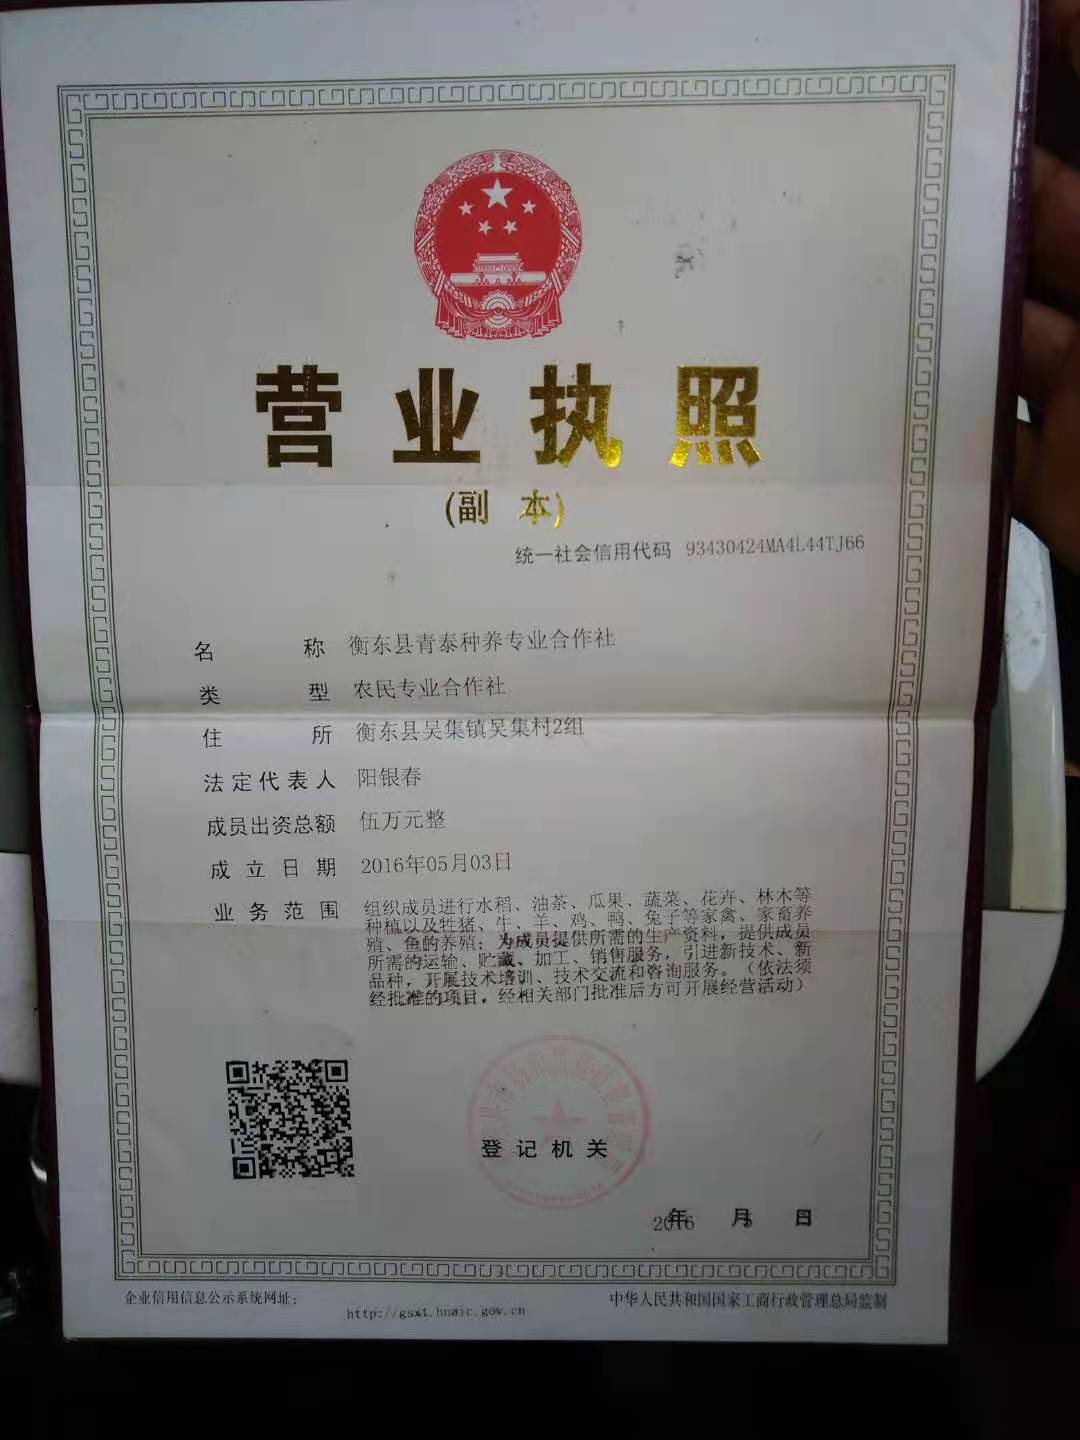 营业执照
(副 本)
统一社会信用代码 93430424MA4L44TJ66
名 称 衡东县青泰种养专业合作社
类 型 农民专业合作社
住 所 衡东县吴集镇吴集村2组
法定代表人 阳银春
成员出资总额 伍万元整
成立日期 2016年05月03日
业务范围 组织成员进行水稻、油茶、瓜果、蔬菜、花卉、林木等
种植以及牲猪、牛、羊、鸡、鸭、兔子等家禽、家畜养
殖、鱼的养殖；为成员提供所需的生产资料，提供成员
所需的运输、贮藏、加工、销售服务，引进新技术、新
品种，开展技术培训、技术交流和咨询服务。（依法须
经批准的项目，经相关部门批准后方可开展经营活动）
登记机关
2016 年 5 月 日
企业信用信息公示系统网址：
http://gsxt.hnaic.gov.cn
中华人民共和国国家工商行政管理总局监制